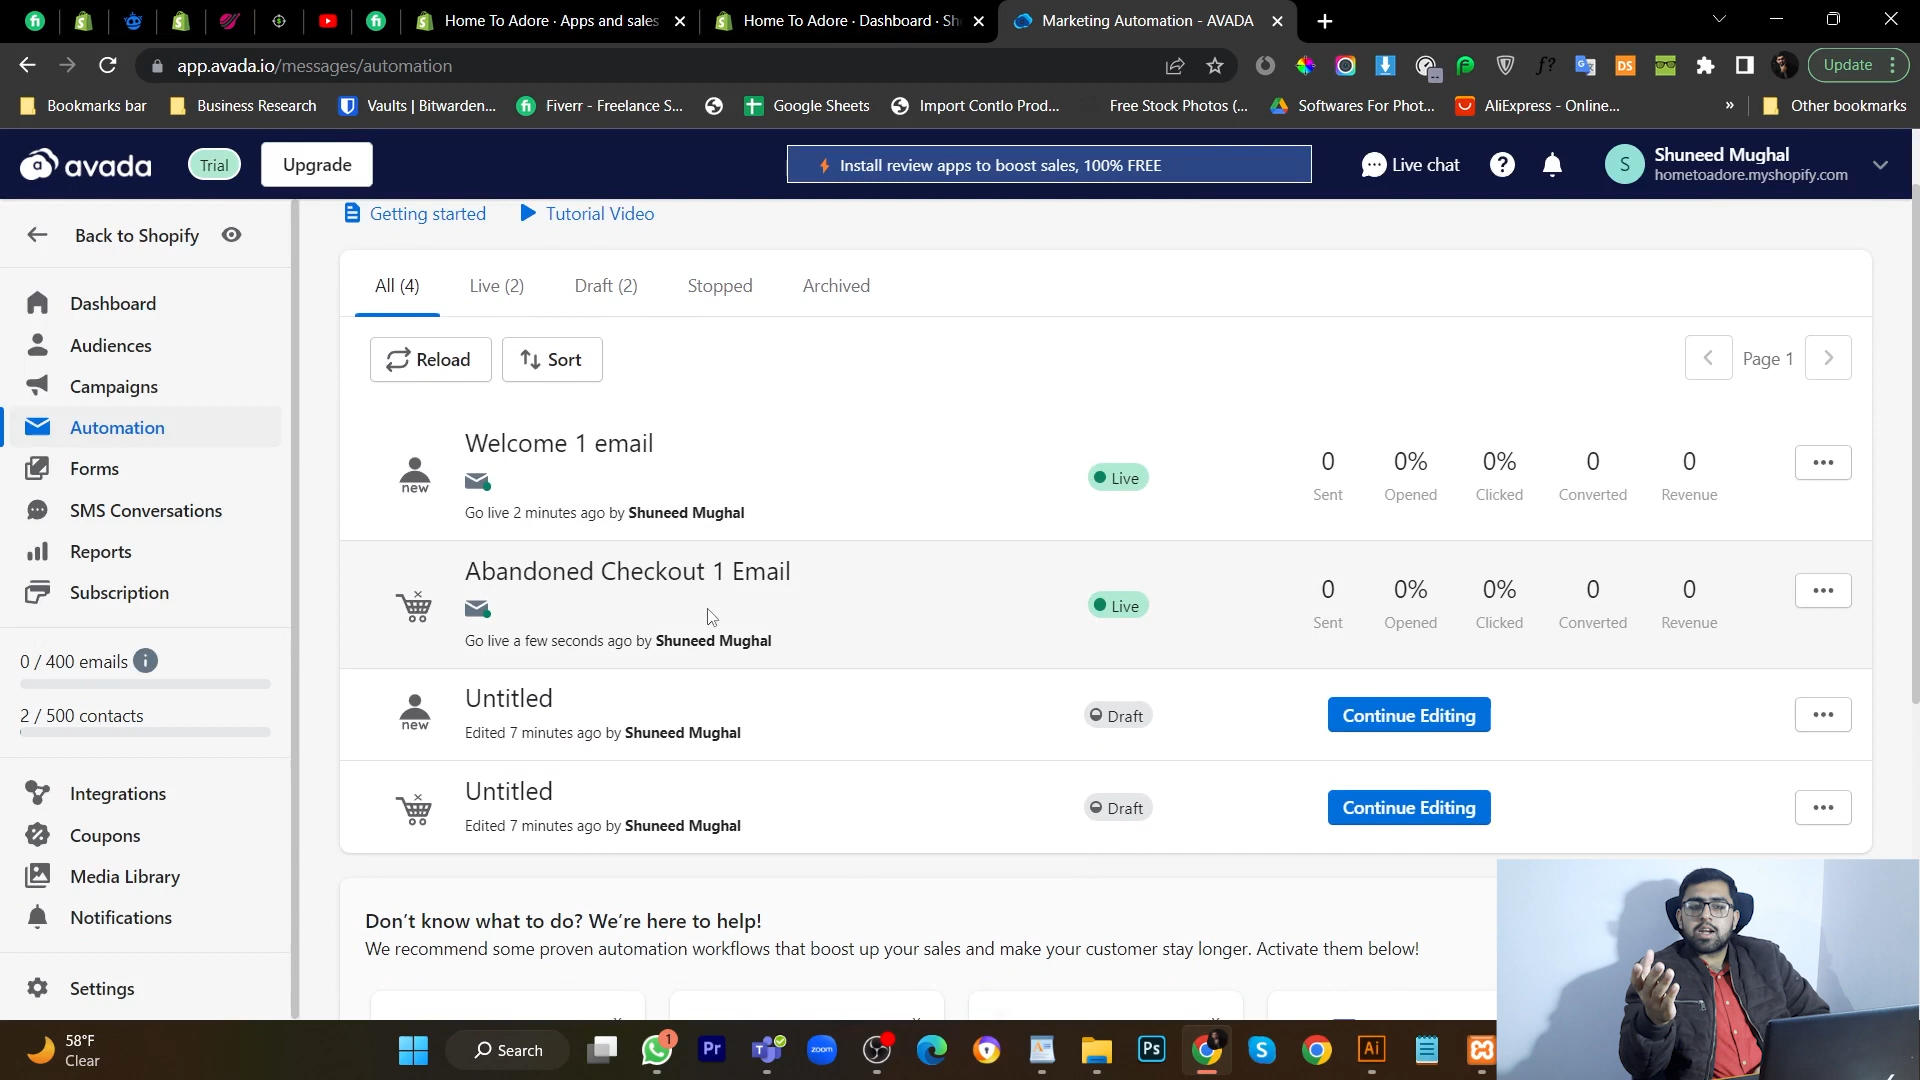 Home To Adore · Apps and sales
Home To Adore · Dashboard · Sh
Marketing Automation - AVADA
app.avada.io/messages/automation
Update
Bookmarks bar
Business Research
Vaults | Bitwarden...
Fiverr - Freelance S...
Google Sheets
Import Contlo Prod...
Free Stock Photos (...
Softwares For Phot...
AliExpress - Online...
»
Other bookmarks
avada
Trial
Upgrade
Install review apps to boost sales, 100% FREE
Live chat
S
Shuneed Mughal
hometoadore.myshopify.com
Back to Shopify
Getting started
Tutorial Video
Dashboard
Audiences
Campaigns
Automation
Forms
SMS Conversations
Reports
Subscription
0 / 400 emails
2 / 500 contacts
Integrations
Coupons
Media Library
Notifications
Settings
All (4)
Live (2)
Draft (2)
Stopped
Archived
Reload
Sort
Page 1
Welcome 1 email
new
Go live 2 minutes ago by Shuneed Mughal
Live
0 0% 0% 0 0
Sent Opened Clicked Converted Revenue
Abandoned Checkout 1 Email
Go live a few seconds ago by Shuneed Mughal
Live
0 0% 0% 0 0
Sent Opened Clicked Converted Revenue
Untitled
new
Edited 7 minutes ago by Shuneed Mughal
Draft
Continue Editing
Untitled
Edited 7 minutes ago by Shuneed Mughal
Draft
Continue Editing
Don't know what to do? We're here to help!
We recommend some proven automation workflows that boost up your sales and make your customer stay longer. Activate them below!
58°F
Clear
Search
1
Pr
zoom
Ps
S
Ai